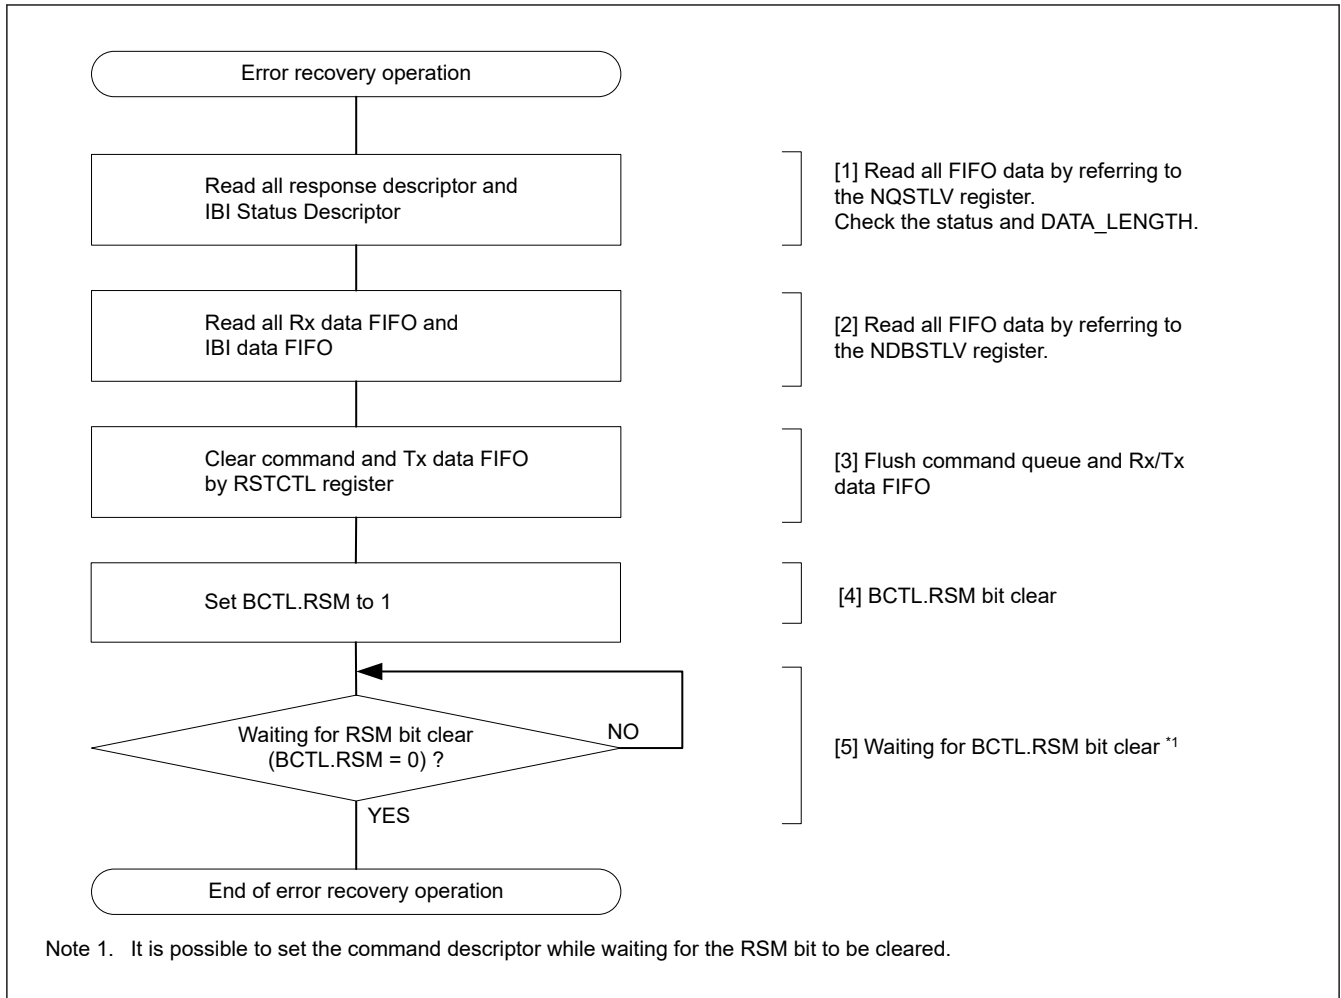 Error recovery operation
Read all response descriptor and
IBI Status Descriptor
[1] Read all FIFO data by referring to
the NQSTLV register.
Check the status and DATA_LENGTH.
Read all Rx data FIFO and
IBI data FIFO
[2] Read all FIFO data by referring to
the NDBSTLV register.
Clear command and Tx data FIFO
by RSTCTL register
[3] Flush command queue and Rx/Tx
data FIFO
Set BCTL.RSM to 1
[4] BCTL.RSM bit clear
Waiting for RSM bit clear
(BCTL.RSM = 0) ?
NO
[5] Waiting for BCTL.RSM bit clear *1
YES
End of error recovery operation
Note 1. It is possible to set the command descriptor while waiting for the RSM bit to be cleared.